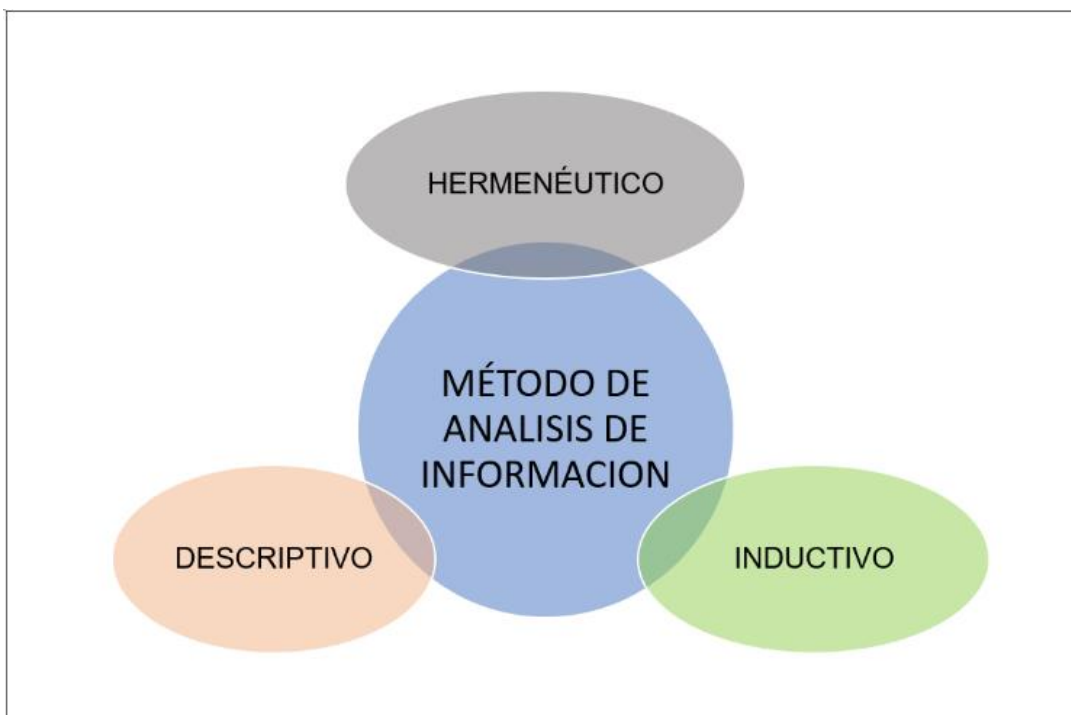 HERMENÉUTICO
MÉTODO DE
ANALISIS DE
INFORMACION
DESCRIPTIVO
INDUCTIVO